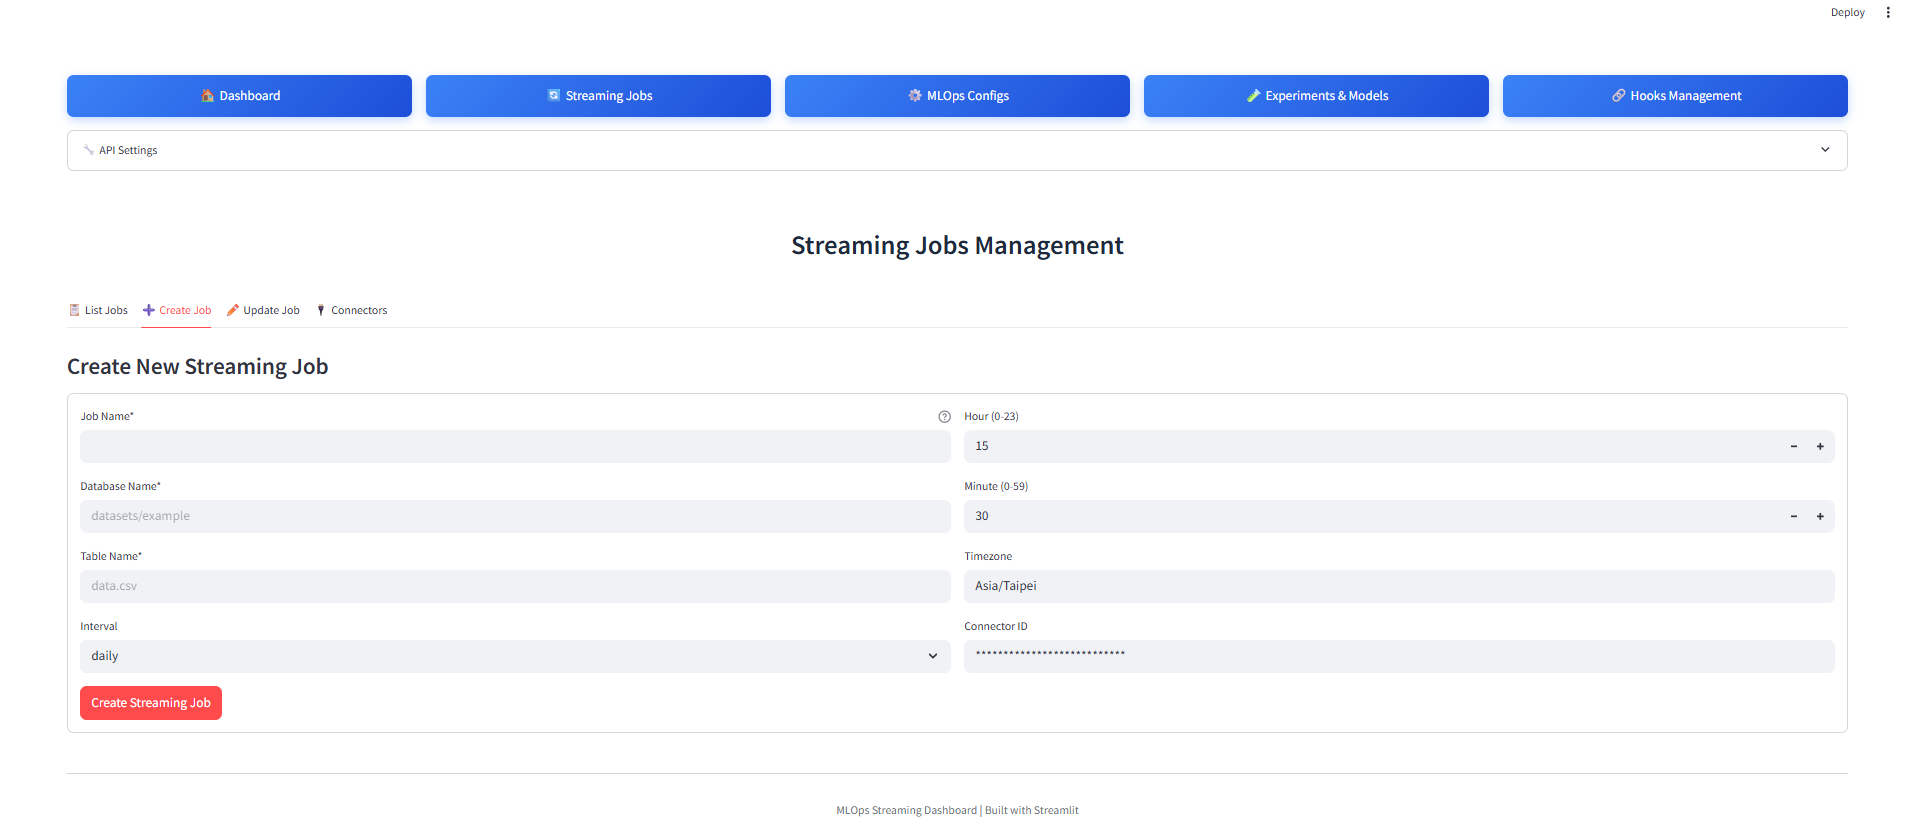 Deploy
Dashboard
Streaming Jobs
MLOps Configs
Experiments & Models
Hooks Management
API Settings
Streaming Jobs Management
List Jobs
Create Job
Update Job
Connectors
Create New Streaming Job
Job Name*
Hour (0-23)
15
Database Name*
Minute (0-59)
datasets/example
30
Table Name*
Timezone
data.csv
Asia/Taipei
Interval
Connector ID
daily
***************************
Create Streaming Job
MLOps Streaming Dashboard | Built with Streamlit